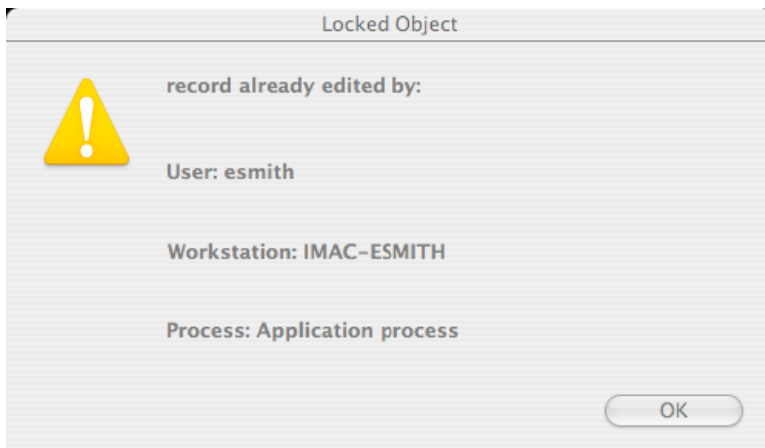 Locked Object
record already edited by:
User: esmith
Workstation: IMAC-ESMITH
Process: Application process
OK